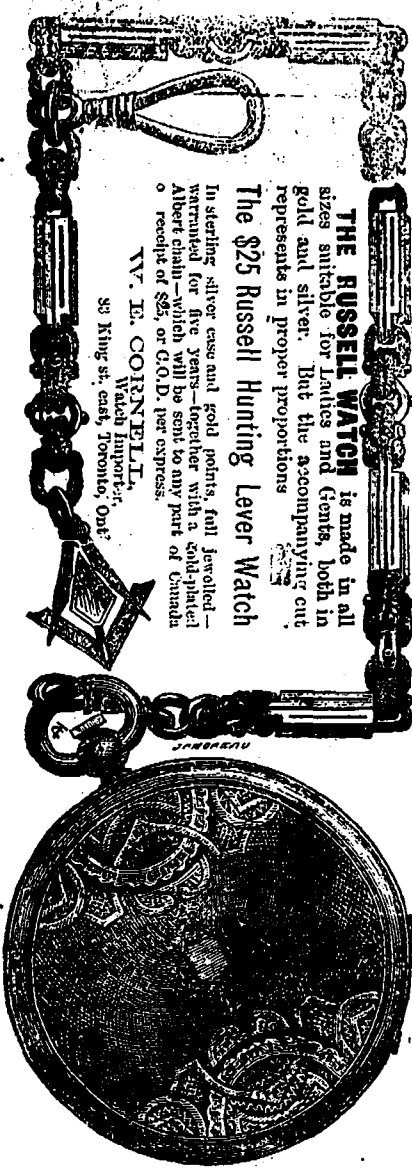 THE RUSSELL WATCH is made in all
sizes suitable for Ladies and Gents, both in
gold and silver. But the accompanying cut
represents in proper proportions
The $25 Russell Hunting Lever Watch
In sterling silver case and gold points, full jewelled—
warranted for five years—together with a gold-plated
Albert chain—which will be sent to any part of Canada
o receipt of $25, or C.O.D. per express.
W. E. CORNELL,
Watch Importer,
83 King st. east, Toronto, Ont
J.P.MOREAU